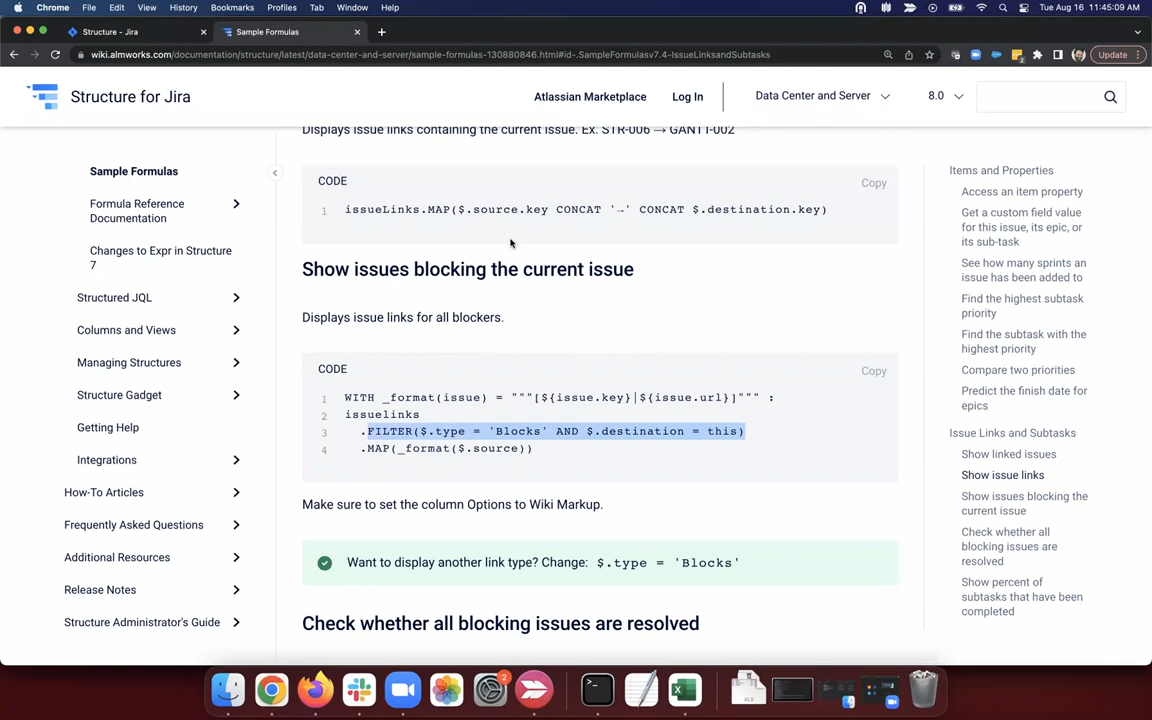 Chrome File Edit View History Bookmarks Profiles Tab Window Help Tue Aug 16 11:45:09 AM
Structure - Jira
Sample Formulas
wiki.almworks.com/documentation/structure/latest/data-center-and-server/sample-formulas-130880846.html#id-.SampleFormulasv7.4-IssueLinksandSubtasks
Update
Structure for Jira
Atlassian Marketplace
Log In
Data Center and Server
8.0
Sample Formulas
Formula Reference
Documentation
Changes to Expr in Structure
7
Structured JQL
Columns and Views
Managing Structures
Structure Gadget
Getting Help
Integrations
How-To Articles
Frequently Asked Questions
Additional Resources
Release Notes
Structure Administrator's Guide
Displays issue links containing the current issue. Ex. STR-006 → GANTT-002
CODE
Copy
1 issueLinks.MAP($.source.key CONCAT '→' CONCAT $.destination.key)
Show issues blocking the current issue
Displays issue links for all blockers.
CODE
Copy
1 WITH _format(issue) = """[${issue.key}|${issue.url}]""" :
2 issuelinks
3 .FILTER($.type = 'Blocks' AND $.destination = this)
4 .MAP(_format($.source))
Make sure to set the column Options to Wiki Markup.
Want to display another link type? Change: $.type = 'Blocks'
Check whether all blocking issues are resolved
Items and Properties
Access an item property
Get a custom field value
for this issue, its epic, or
its sub-task
See how many sprints an
issue has been added to
Find the highest subtask
priority
Find the subtask with the
highest priority
Compare two priorities
Predict the finish date for
epics
Issue Links and Subtasks
Show linked issues
Show issue links
Show issues blocking the
current issue
Check whether all
blocking issues are
resolved
Show percent of
subtasks that have been
completed
2
XLS